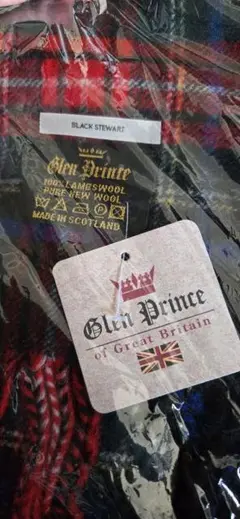 BLACK STEWART
Glen Prince
100% LAMBSWOOL
PURE NEW WOOL
MADE IN SCOTLAND
Glen Prince
of Great Britain